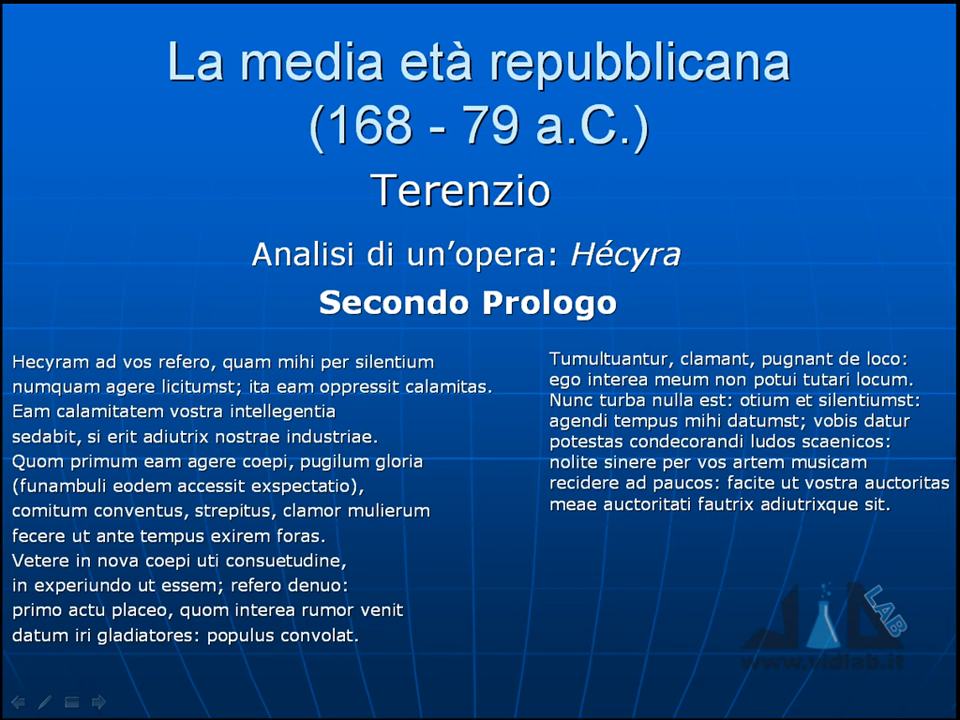 La media età repubblicana
(168 - 79 a.C.)
Terenzio
Analisi di un’opera: Hécyra
Secondo Prologo
Hecyram ad vos refero, quam mihi per silentium
numquam agere licitumst; ita eam oppressit calamitas.
Eam calamitatem vostra intellegentia
sedabit, si erit adiutrix nostrae industriae.
Quom primum eam agere coepi, pugilum gloria
(funambuli eodem accessit exspectatio),
comitum conventus, strepitus, clamor mulierum
fecere ut ante tempus exirem foras.
Vetere in nova coepi uti consuetudine,
in experiundo ut essem; refero denuo:
primo actu placeo, quom interea rumor venit
datum iri gladiatores: populus convolat.
Tumultuantur, clamant, pugnant de loco:
ego interea meum non potui tutari locum.
Nunc turba nulla est: otium et silentiumst:
agendi tempus mihi datumst; vobis datur
potestas condecorandi ludos scaenicos:
nolite sinere per vos artem musicam
recidere ad paucos: facite ut vostra auctoritas
meae auctoritati fautrix adiutrixque sit.
LAB
www.vidlab.it